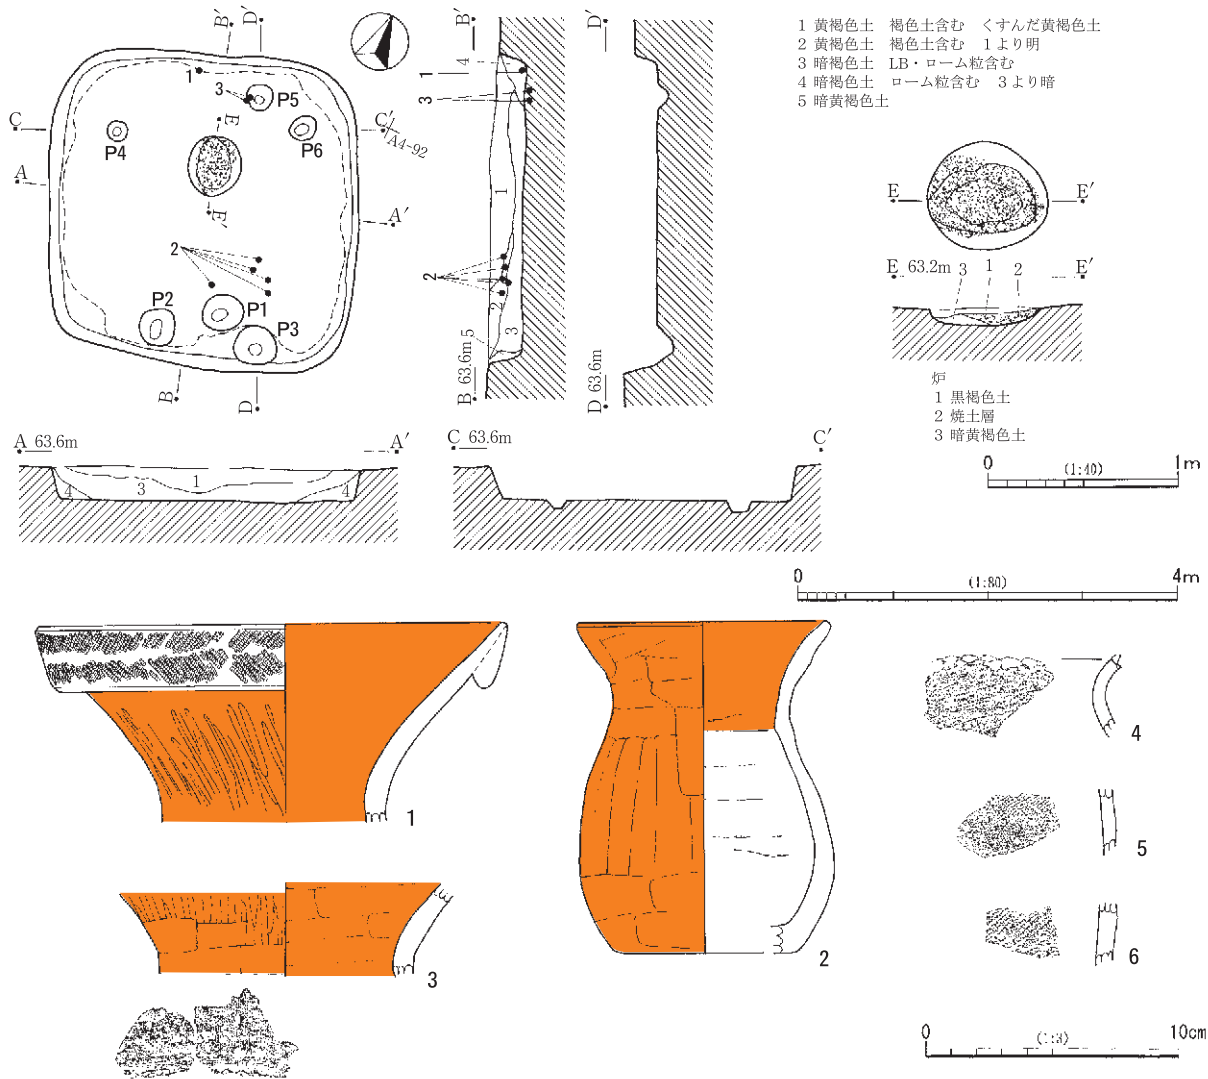 1 黄褐色土 褐色土含む くすんだ黄褐色土
2 黄褐色土 褐色土含む 1より明
3 暗褐色土 LB・ローム粒含む
4 暗褐色土 ローム粒含む 3より暗
5 暗黄褐色土
B′
D′
1
3
P5
C
C′
A4-92
P4
E
P6
A
E′
A′
2
P2
P1
P3
B
D
B′
4
1
3
1
2
2
3
5
B 63.6m
D′
D 63.6m
E
E′
E 63.2m
3
1
2
E′
炉
1 黒褐色土
2 焼土層
3 暗黄褐色土
0
(1:40)
1m
A 63.6m
A′
4
3
1
4
C 63.6m
C′
0
(1:80)
4m
1
2
3
4
5
6
0
(1:3)
10cm